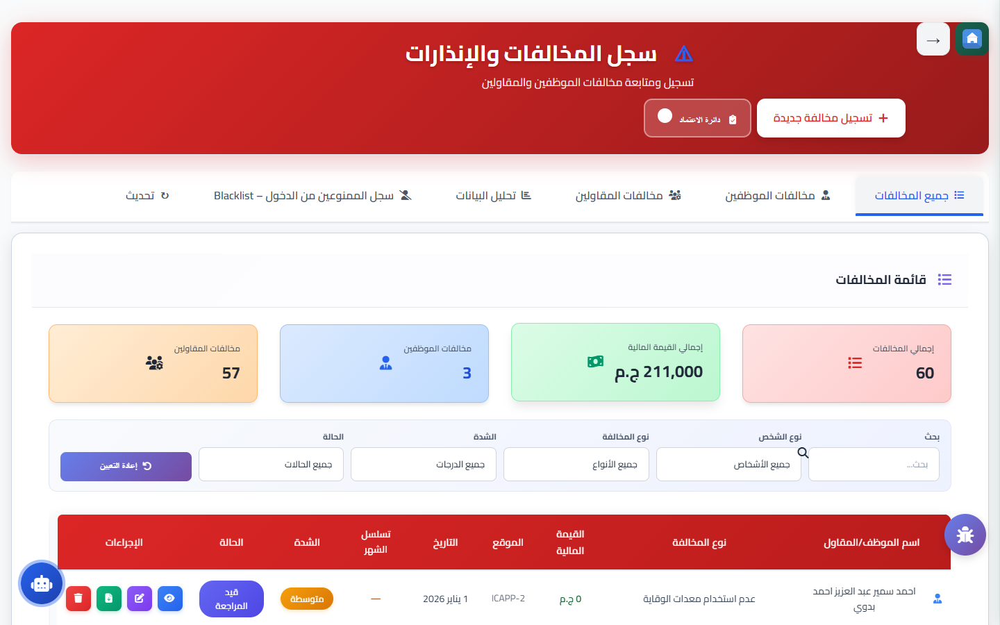 سجل المخالفات والإنذارات
تسجيل ومتابعة مخالفات الموظفين والمقاولين
تسجيل مخالفة جديدة
دائرة الاعتماد
جميع المخالفات
مخالفات الموظفين
مخالفات المقاولين
تحليل البيانات
سجل الممنوعين من الدخول – Blacklist
تحديث
قائمة المخالفات
إجمالي المخالفات
60
إجمالي القيمة المالية
211,000 ج.م
مخالفات الموظفين
3
مخالفات المقاولين
57
بحث
نوع الشخص
نوع المخالفة
الشدة
الحالة
بحث...
جميع الأشخاص
جميع الأنواع
جميع الدرجات
جميع الحالات
إعادة التعيين
اسم الموظف/المقاول
نوع المخالفة
القيمة المالية
الموقع
التاريخ
تسلسل الشهر
الشدة
الحالة
الإجراءات
احمد سمير عبد العزيز احمد بدوي
عدم استخدام معدات الوقاية
0 ج.م
ICAPP-2
1 يناير 2026
—
متوسطة
قيد المراجعة